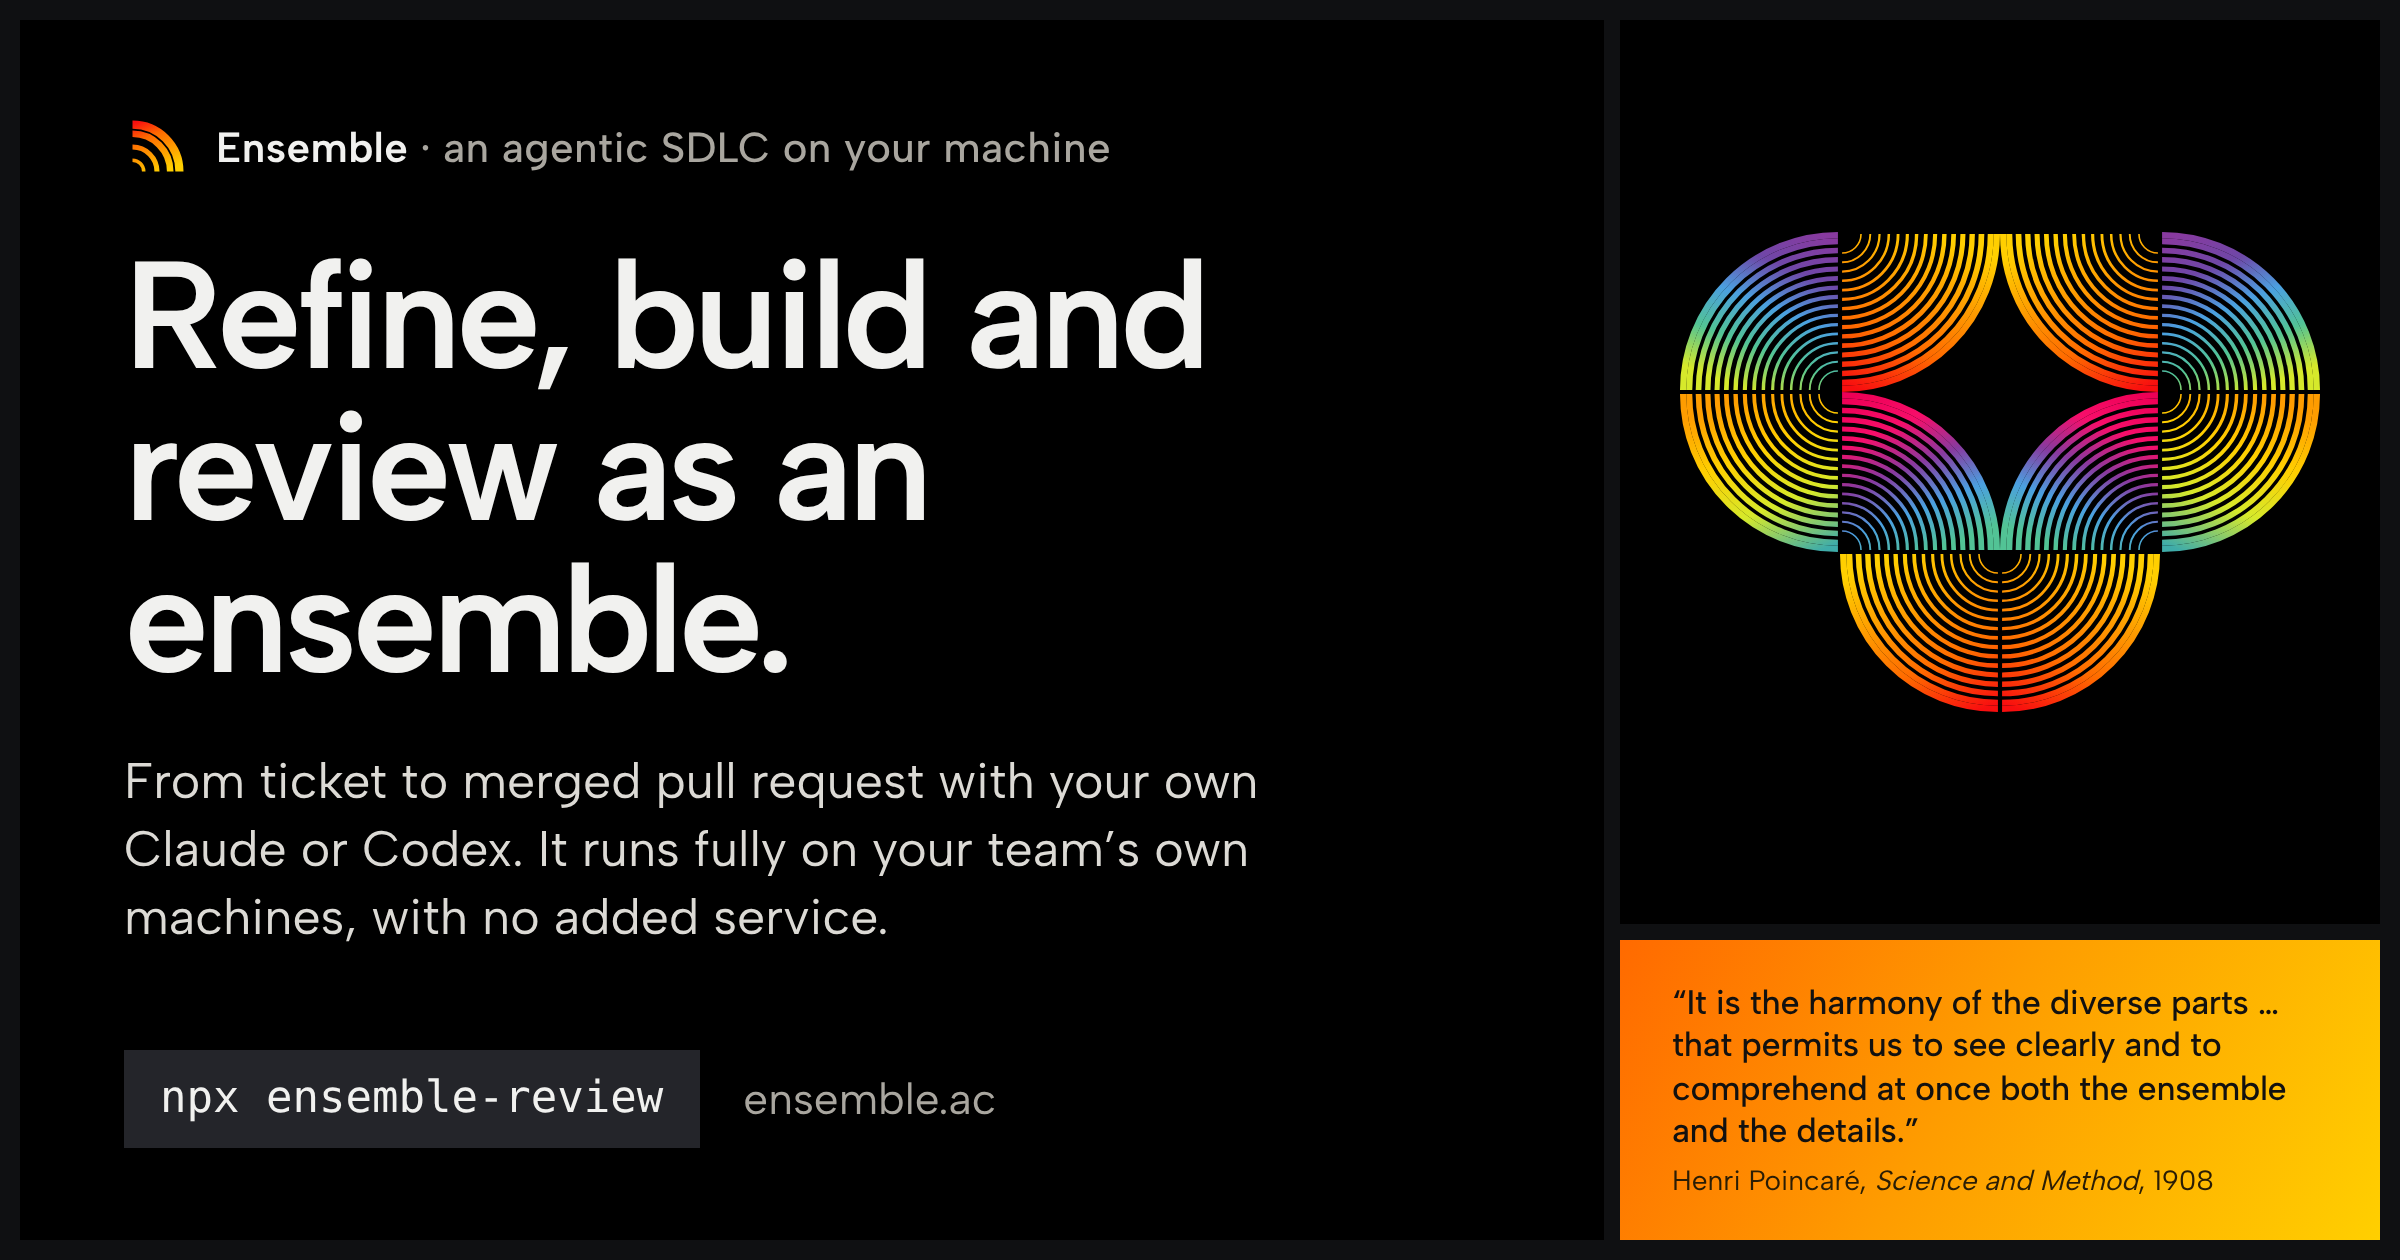 Ensemble · an agentic SDLC on your machine
Refine, build and
review as an
ensemble.
From ticket to merged pull request with your own
Claude or Codex. It runs fully on your team’s own
machines, with no added service.
npx ensemble-review
ensemble.ac
“It is the harmony of the diverse parts …
that permits us to see clearly and to
comprehend at once both the ensemble
and the details.”
Henri Poincaré, Science and Method, 1908